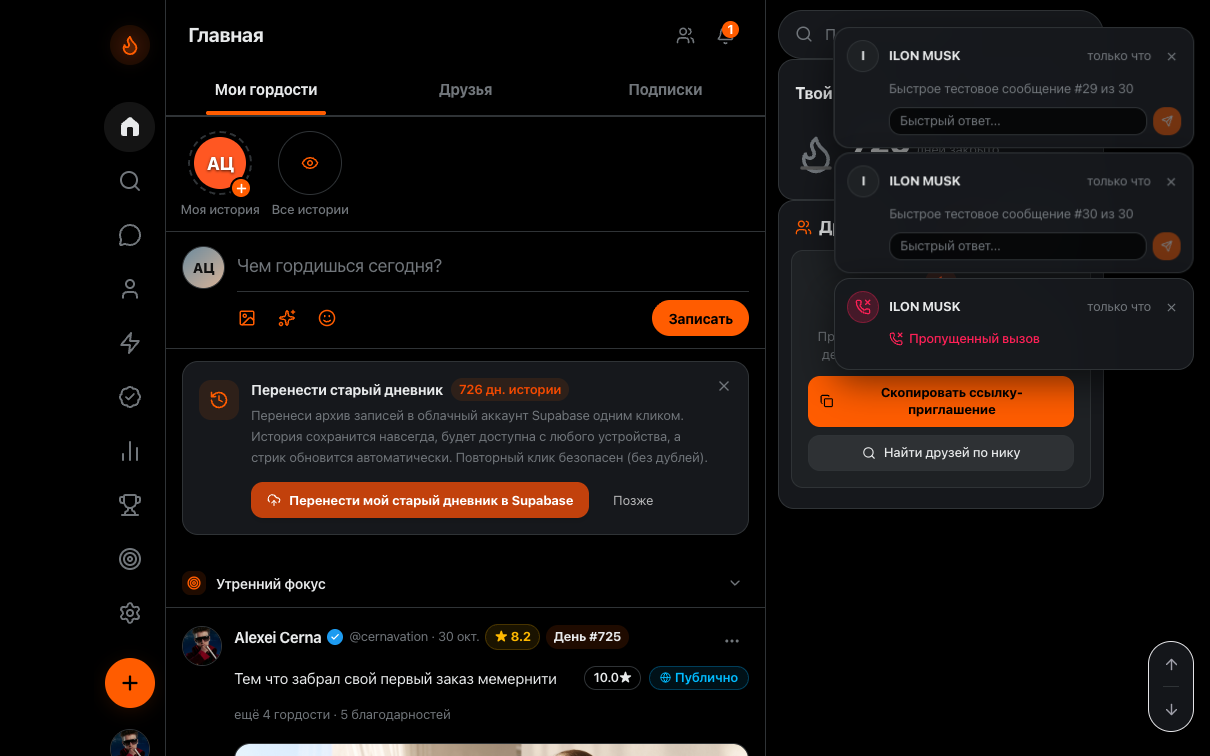 Главная
1
Мои гордости
Друзья
Подписки
АЦ
Моя история
Все истории
АЦ
Чем гордишься сегодня?
Записать
Перенести старый дневник
726 дн. истории
Перенеси архив записей в облачный аккаунт Supabase одним кликом.
История сохранится навсегда, будет доступна с любого устройства, а
стрик обновится автоматически. Повторный клик безопасен (без дублей).
Перенести мой старый дневник в Supabase
Позже
Утренний фокус
Alexei Cerna
@cernavation · 30 окт.
8.2
День #725
Тем что забрал свой первый заказ мемернити
10.0★
Публично
ещё 4 гордости · 5 благодарностей
Твой
I
ILON MUSK
только что
Быстрое тестовое сообщение #29 из 30
Быстрый ответ...
I
ILON MUSK
только что
Быстрое тестовое сообщение #30 из 30
Быстрый ответ...
ILON MUSK
только что
Пропущенный вызов
Скопировать ссылку-
приглашение
Найти друзей по нику